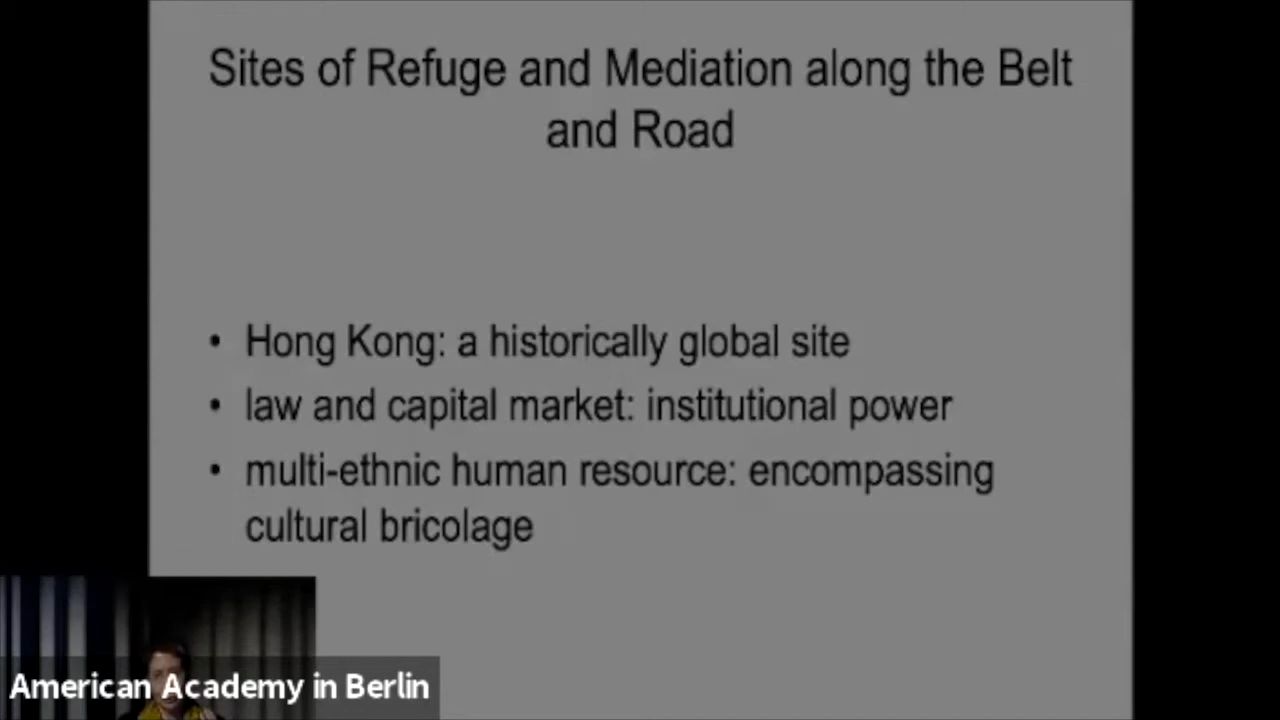 Sites of Refuge and Mediation along the Belt
and Road
• Hong Kong: a historically global site
• law and capital market: institutional power
• multi-ethnic human resource: encompassing
cultural bricolage
American Academy in Berlin